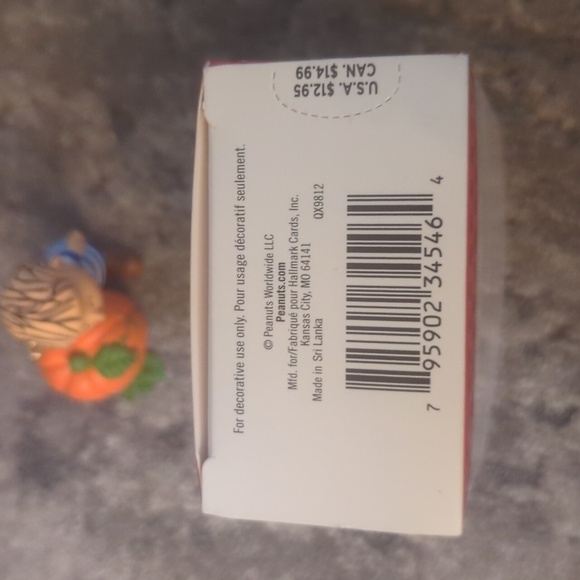 U.S.A. $12.95
CAN. $14.99
For decorative use only. Pour usage décoratif seulement.
© Peanuts Worldwide LLC
Peanuts.com
Mfd. for/Fabriqué pour Hallmark Cards, Inc.
Kansas City, MO 64141
Made in Sri Lanka QX9812
7 95902 34546 4